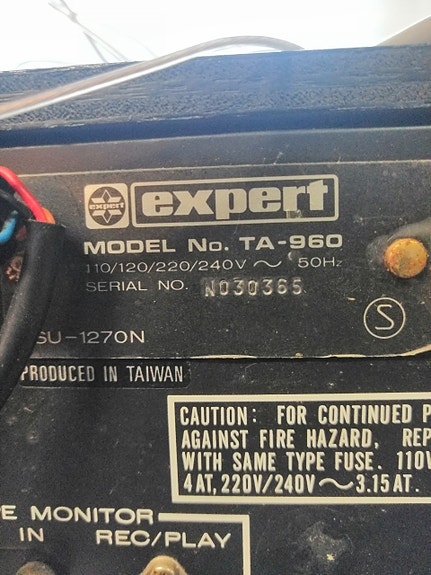 expert expert
MODEL No. TA-960
110/120/220/240V ~ 50Hz
SERIAL NO. N030365
S
SU-1270N
PRODUCED IN TAIWAN
CAUTION: FOR CONTINUED P
AGAINST FIRE HAZARD, REP
WITH SAME TYPE FUSE. 110V
4AT, 220V/240V ~ 3.15AT.
E MONITOR
IN REC/PLAY